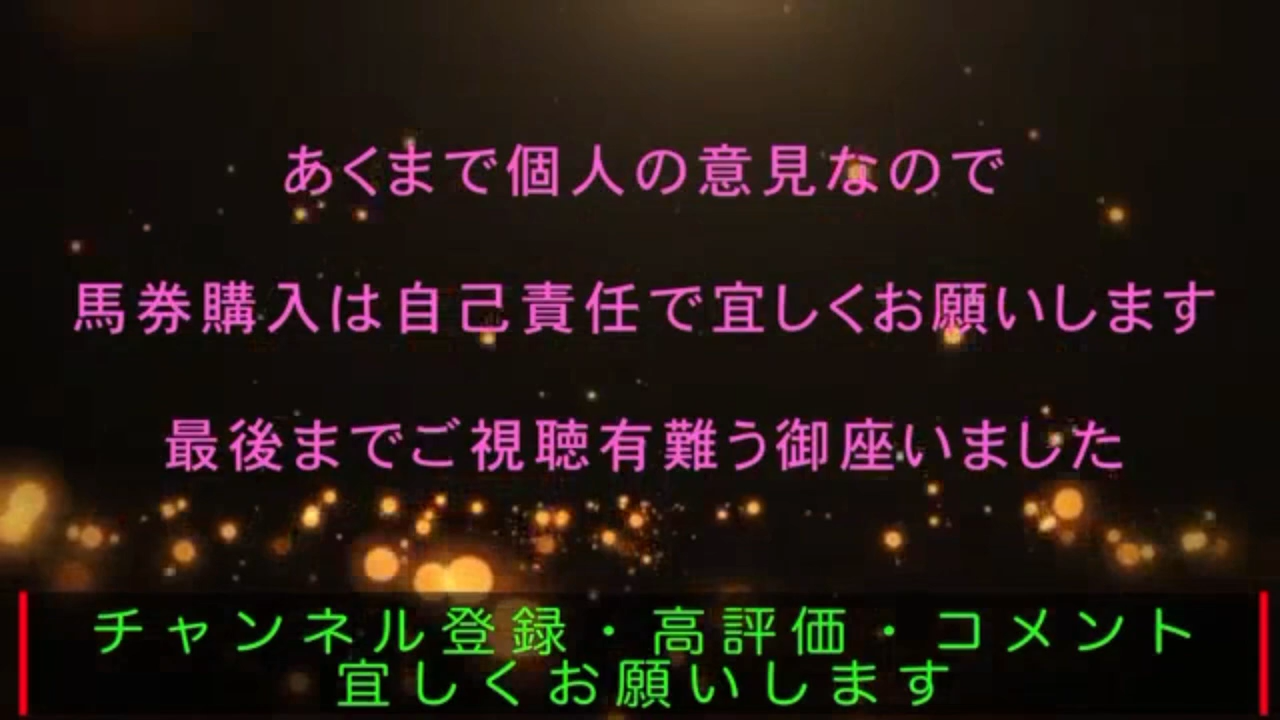 あくまで個人の意見なので
馬券購入は自己責任で宜しくお願いします
最後までご視聴有難う御座いました
チャンネル登録・高評価・コメント
宜しくお願いします